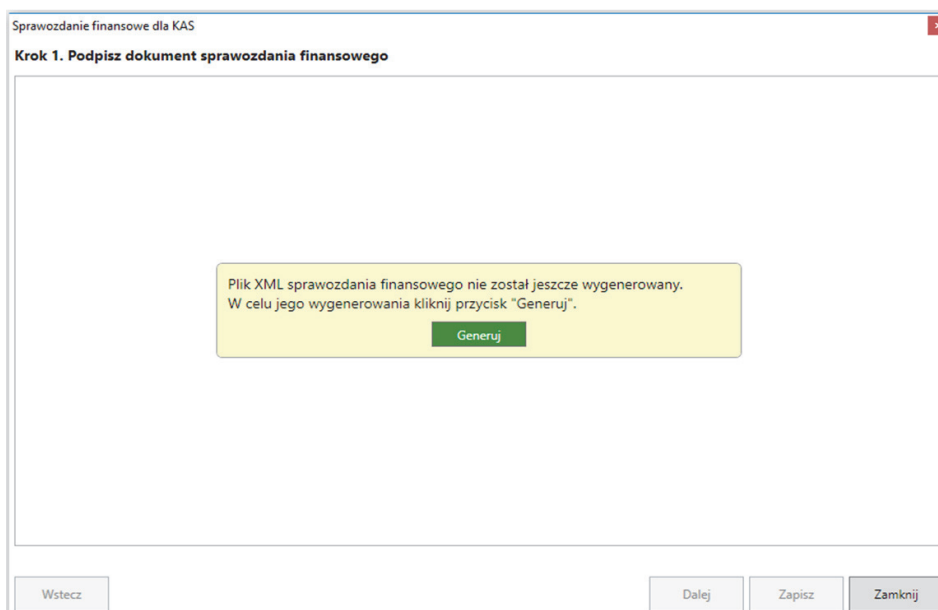 Sprawozdanie finansowe dla KAS
Krok 1. Podpisz dokument sprawozdania finansowego
Plik XML sprawozdania finansowego nie został jeszcze wygenerowany.
W celu jego wygenerowania kliknij przycisk "Generuj".
Generuj
Wstecz Dalej Zapisz Zamknij